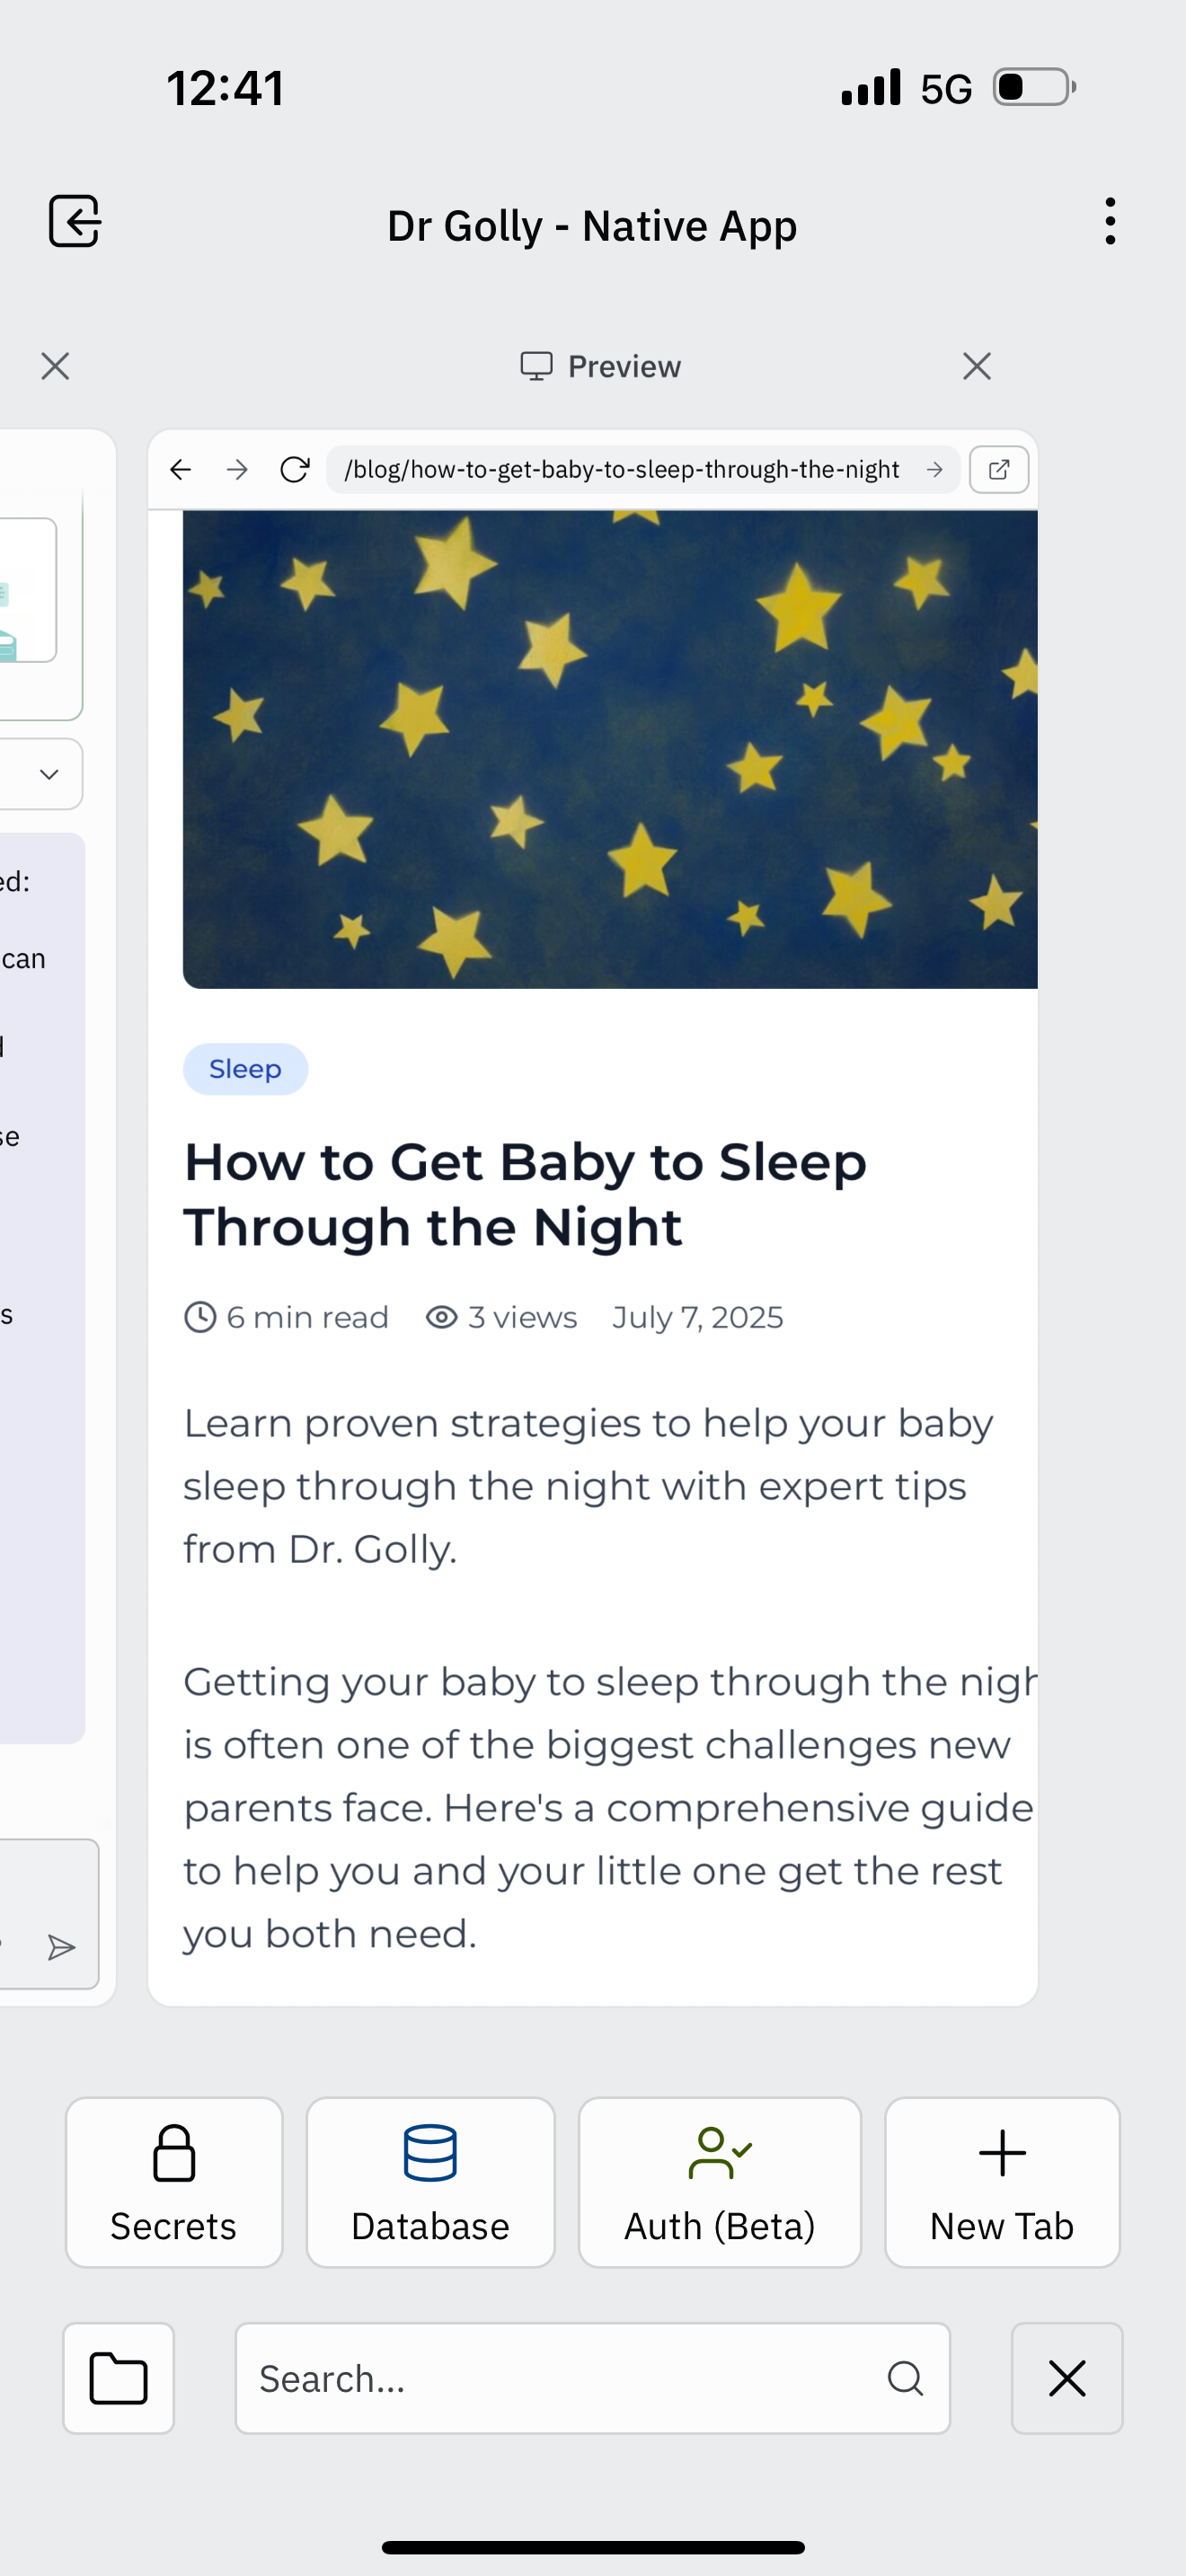 12:41
5G
Dr Golly - Native App
Preview
/blog/how-to-get-baby-to-sleep-through-the-night
ed:
can
se
s
Sleep
How to Get Baby to Sleep
Through the Night
6 min read 3 views July 7, 2025
Learn proven strategies to help your baby
sleep through the night with expert tips
from Dr. Golly.
Getting your baby to sleep through the nigh
is often one of the biggest challenges new
parents face. Here's a comprehensive guide
to help you and your little one get the rest
you both need.
Secrets
Database
Auth (Beta)
New Tab
Search...